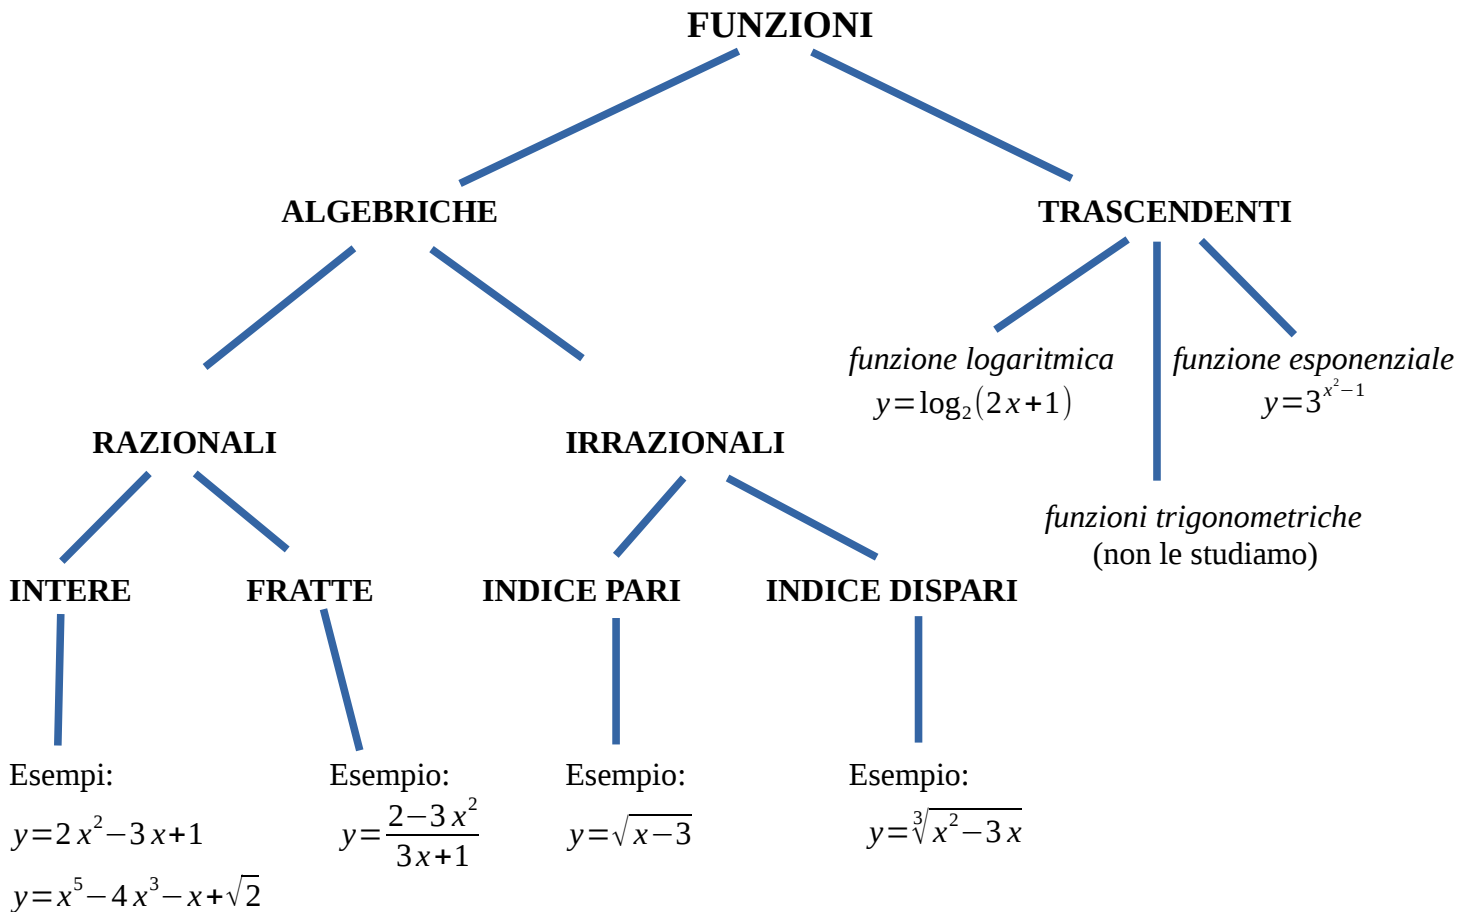 FUNZIONI
ALGEBRICHE
TRASCENDENTI
funzione logaritmica
y=log₂(2x+1)
funzione esponenziale
y=3^(x²−1)
RAZIONALI
IRRAZIONALI
funzioni trigonometriche
(non le studiamo)
INTERE
FRATTE
INDICE PARI
INDICE DISPARI
Esempi:
y=2x²−3x+1
y=x⁵−4x³−x+√2
Esempio:
y=(2−3x²)/(3x+1)
Esempio:
y=√(x−3)
Esempio:
y=∛(x²−3x)